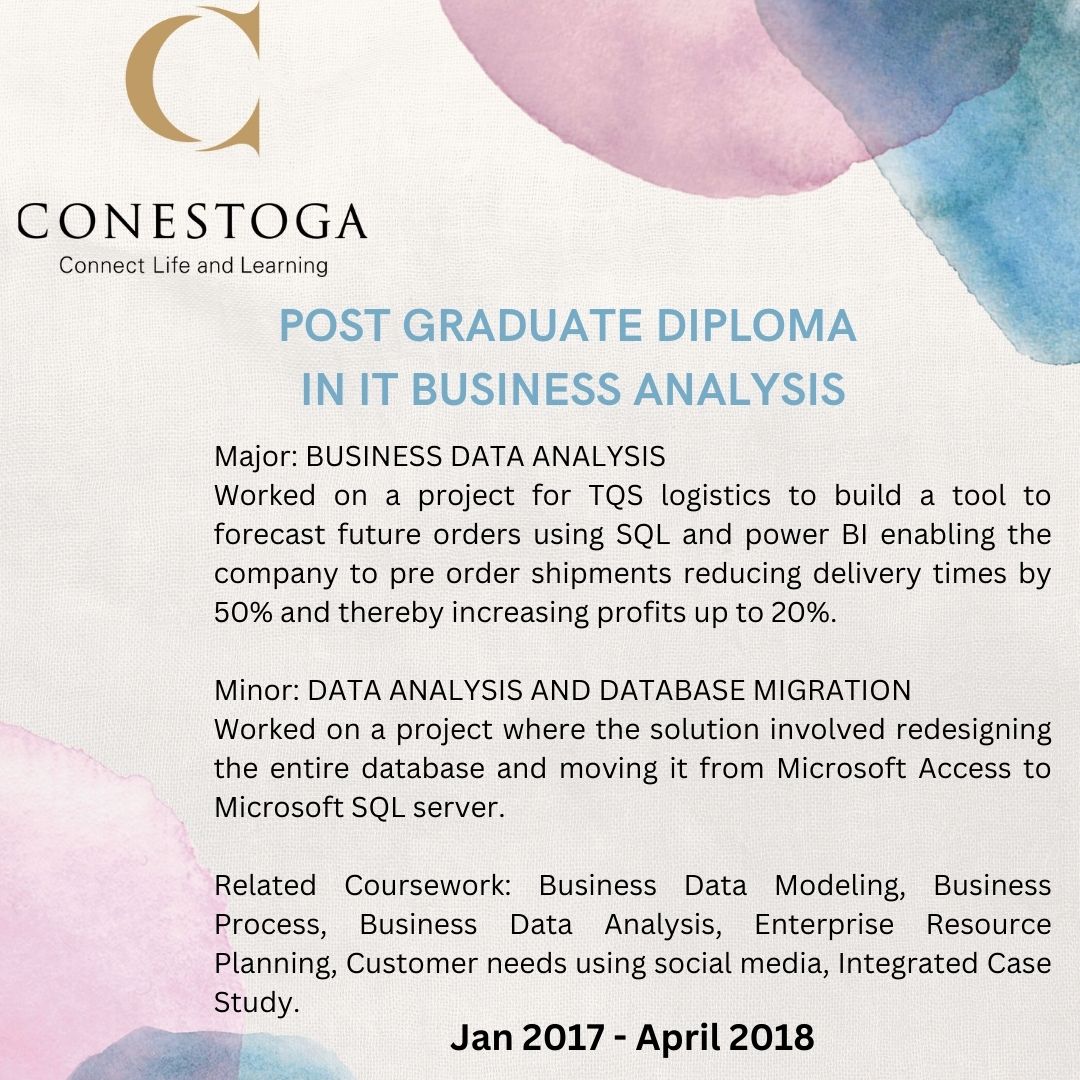 C
CONESTOGA
Connect Life and Learning
POST GRADUATE DIPLOMA
IN IT BUSINESS ANALYSIS
Major: BUSINESS DATA ANALYSIS
Worked on a project for TQS logistics to build a tool to
forecast future orders using SQL and power BI enabling the
company to pre order shipments reducing delivery times by
50% and thereby increasing profits up to 20%.
Minor: DATA ANALYSIS AND DATABASE MIGRATION
Worked on a project where the solution involved redesigning
the entire database and moving it from Microsoft Access to
Microsoft SQL server.
Related Coursework: Business Data Modeling, Business
Process, Business Data Analysis, Enterprise Resource
Planning, Customer needs using social media, Integrated Case
Study.
Jan 2017 - April 2018